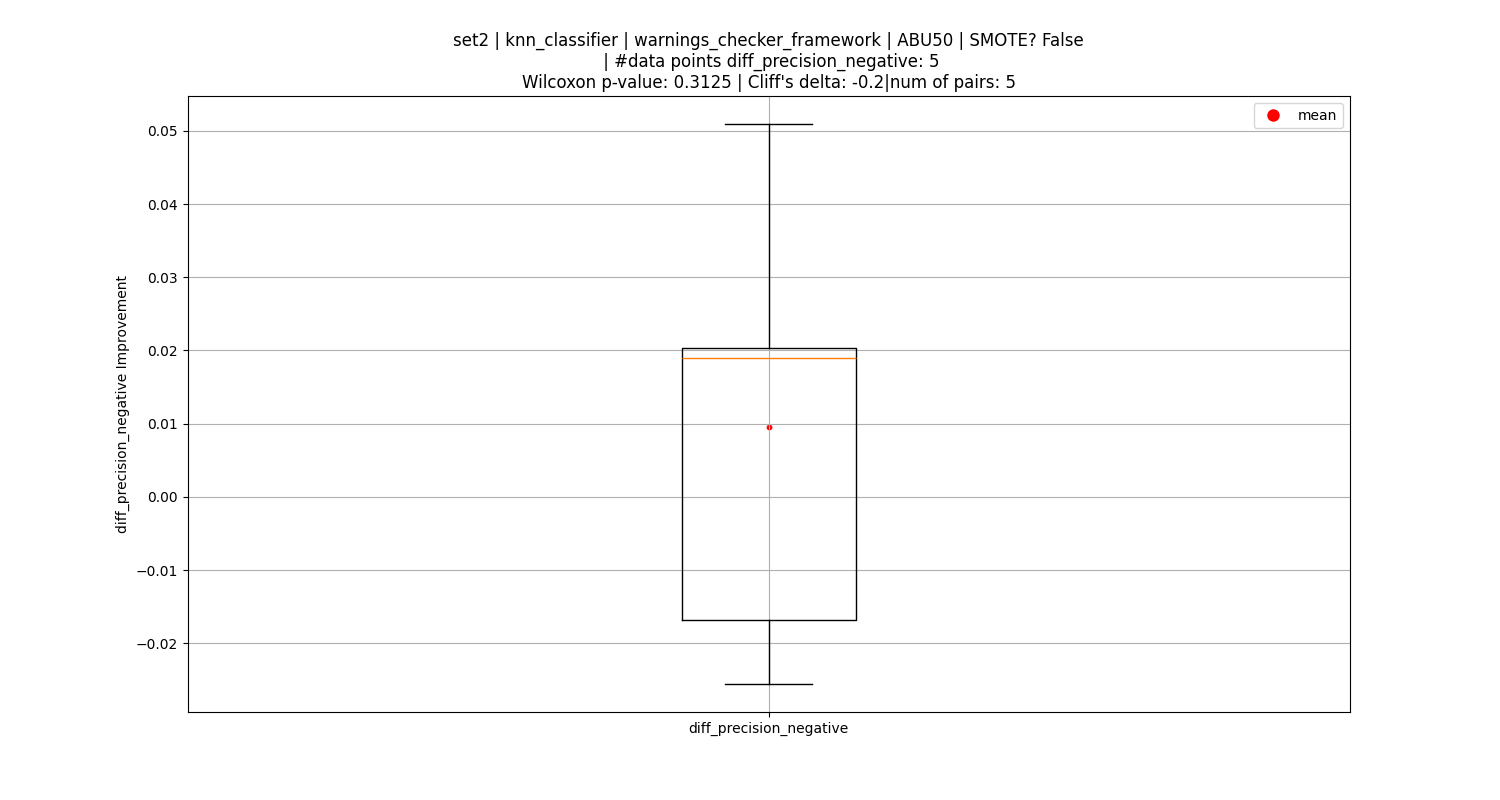 set2 | knn_classifier | warnings_checker_framework | ABU50 | SMOTE? False
| #data points diff_precision_negative: 5
Wilcoxon p-value: 0.3125 | Cliff's delta: -0.2|num of pairs: 5
mean
0.05
0.04
0.03
0.02
0.01
0.00
−0.01
−0.02
diff_precision_negative Improvement
diff_precision_negative